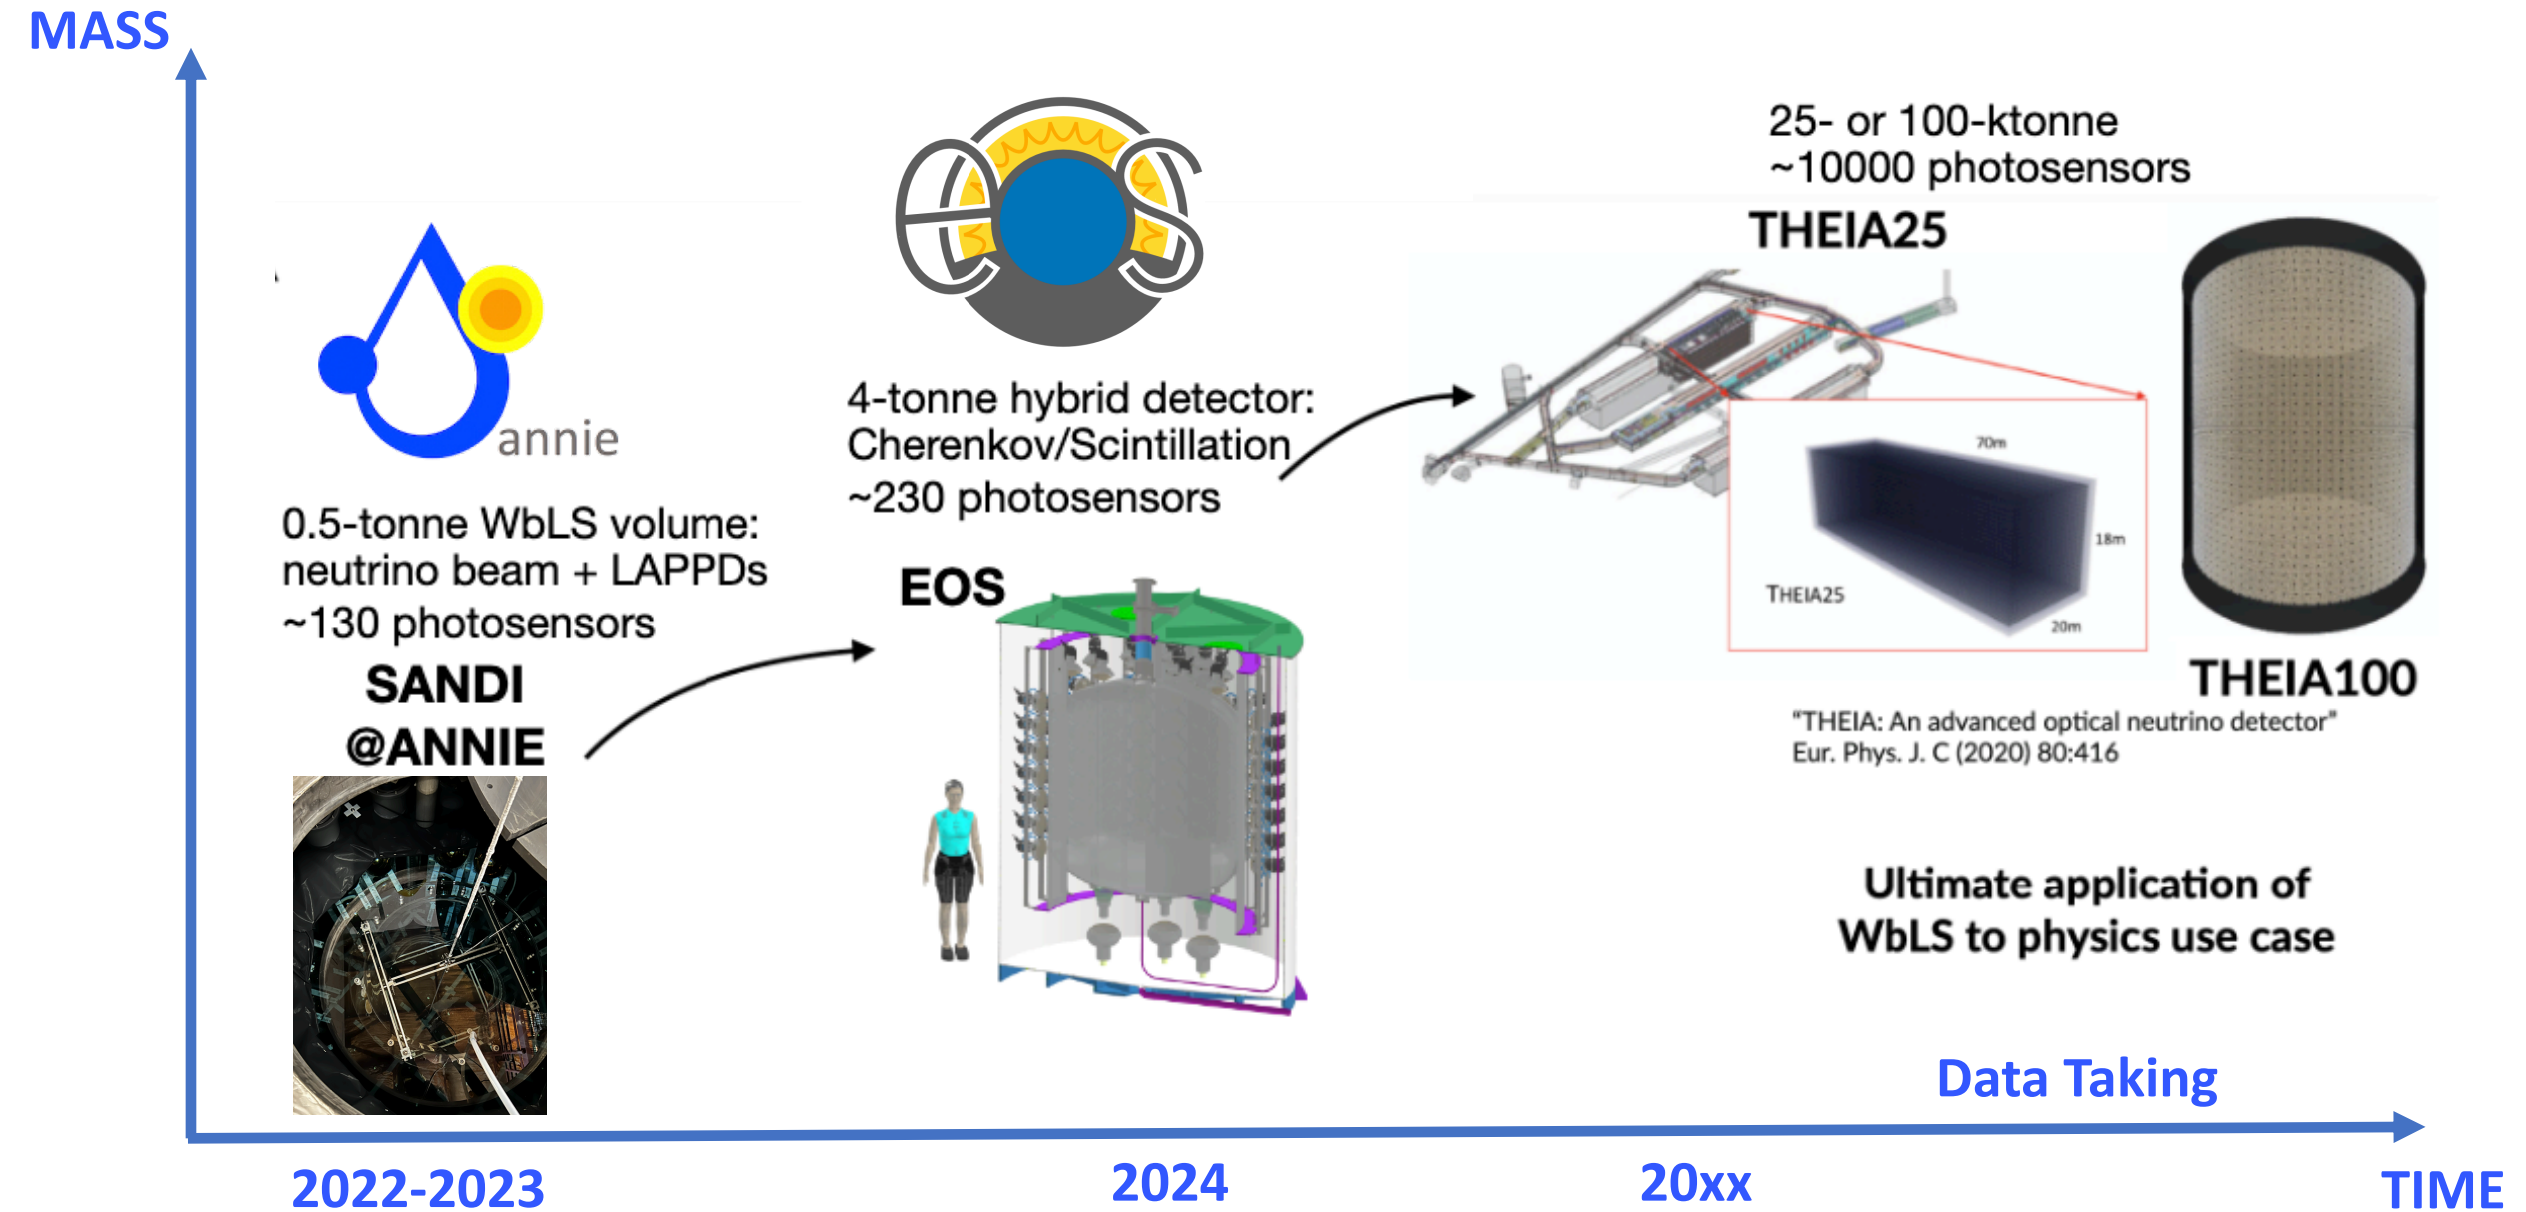 MASS
annie
0.5-tonne WbLS volume:
neutrino beam + LAPPDs
~130 photosensors
SANDI
@ANNIE
eos
4-tonne hybrid detector:
Cherenkov/Scintillation
~230 photosensors
EOS
25- or 100-ktonne
~10000 photosensors
THEIA25
70m
18m
20m
THEIA25
THEIA100
“THEIA: An advanced optical neutrino detector”
Eur. Phys. J. C (2020) 80:416
Ultimate application of
WbLS to physics use case
Data Taking
2022-2023
2024
20xx
TIME